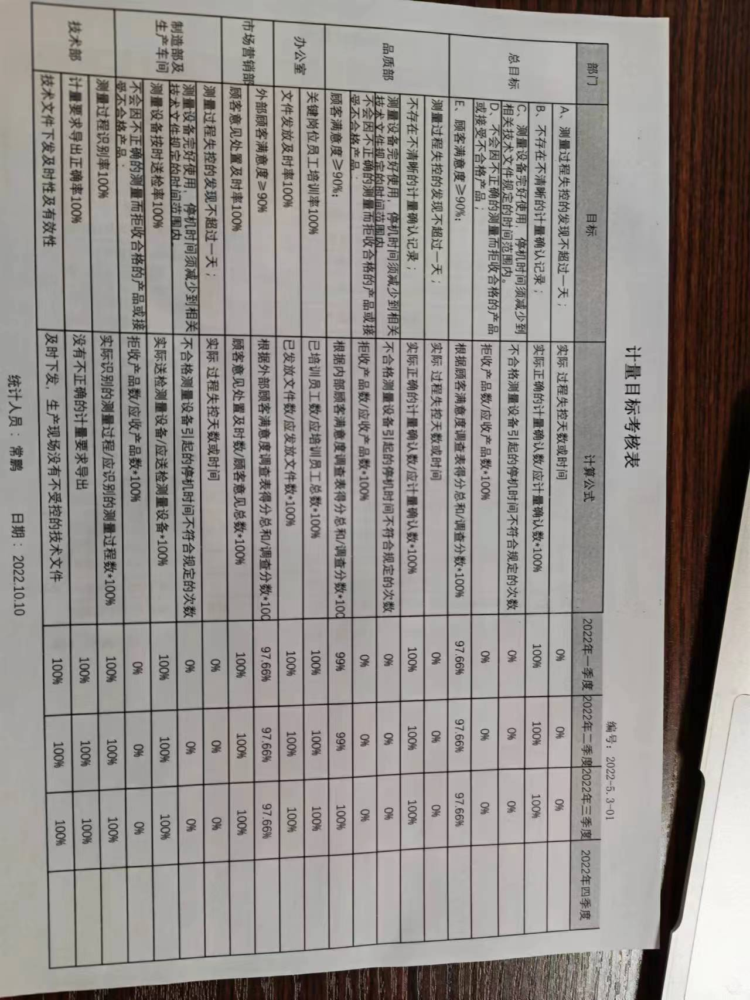 计量目标考核表
编号：2022-5.3-01
部门 目标 计算公式 2022年一季度 2022年二季度 2022年三季度 2022年四季度
总目标
A、测量过程失控的发现不超过一天； 实际 过程失控天数或时间 0% 0% 0%
B、不存在不清晰的计量确认记录； 实际正确的计量确认数/应计量确认数*100% 100% 100% 100%
C、测量设备完好使用，停机时间须减少到
相关技术文件规定的时间范围内。 不合格测量设备引起的停机时间不符合规定的次数 0% 0% 0%
D、不会因不正确的测量而拒收合格的产品
或接受不合格产品； 拒收产品数/应收产品数*100% 0% 0% 0%
E、顾客满意度≥90%； 根据顾客满意度调查表得分总和/调查分数*100% 97.66% 97.66% 97.66%
品质部
测量过程失控的发现不超过一天； 实际 过程失控天数或时间 0% 0% 0%
不存在不清晰的计量确认记录； 实际正确的计量确认数/应计量确认数*100% 100% 100% 100%
测量设备完好使用，停机时间须减少到相关
技术文件规定的时间范围内 不合格测量设备引起的停机时间不符合规定的次数 0% 0% 0%
不会因不正确的测量而拒收合格的产品或接
受不合格产品； 拒收产品数/应收产品数*100% 0% 0% 0%
顾客满意度≥90%； 根据内部顾客满意度调查表得分总和/调查分数*100 99% 99% 100%
办公室
关键岗位员工培训率100% 已培训员工数/应培训员工总数*100% 100% 100% 100%
文件发放及时率100% 已发放文件数/应发放文件数*100% 100% 100% 100%
市场营销部
外部顾客满意度≥90% 根据外部顾客满意度调查表得分总和/调查分数*100 97.66% 97.66% 97.66%
顾客意见处置及时率100% 顾客意见处置及时数/顾客意见总数*100% 100% 100% 100%
制造部及
生产车间
测量过程失控的发现不超过一天； 实际 过程失控天数或时间 0% 0% 0%
测量设备完好使用，停机时间须减少到相关
技术文件规定的时间范围内。 不合格测量设备引起的停机时间不符合规定的次数 0% 0% 0%
测量设备按时送检率100% 实际送检测量设备/应送检测量设备*100% 100% 100% 100%
不会因不正确的测量而拒收合格的产品或接
受不合格产品； 拒收产品数/应收产品数*100% 0% 0% 0%
技术部
测量过程识别率100% 实际识别的测量过程/应识别的测量过程数*100% 100% 100% 100%
计量要求导出正确率100% 没有不正确的计量要求导出 100% 100% 100%
技术文件下发及时性及有效性 及时下发，生产现场没有不受控的技术文件 100% 100% 100%
统计人员：常鹏 日期：2022.10.10